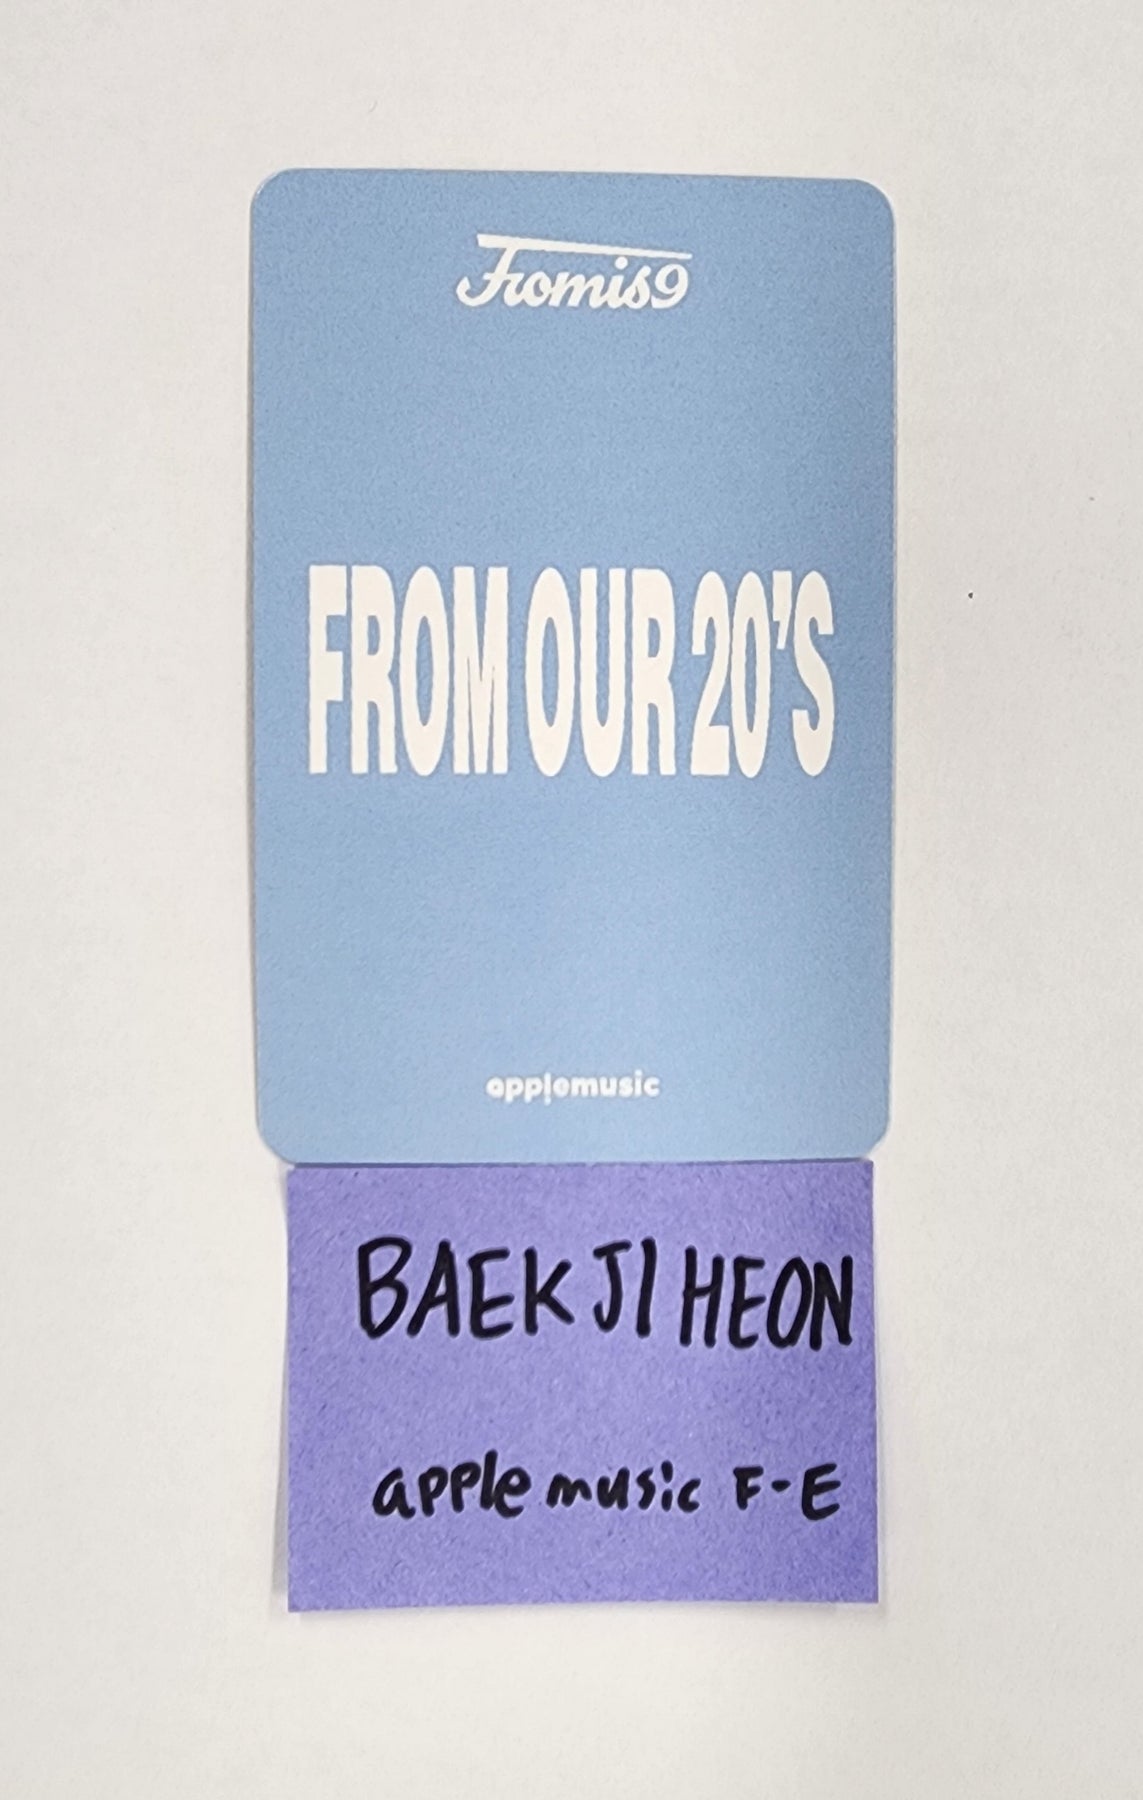 fromis9
FROM OUR 20'S
applemusic
BAEK JI HEON
apple music F-E